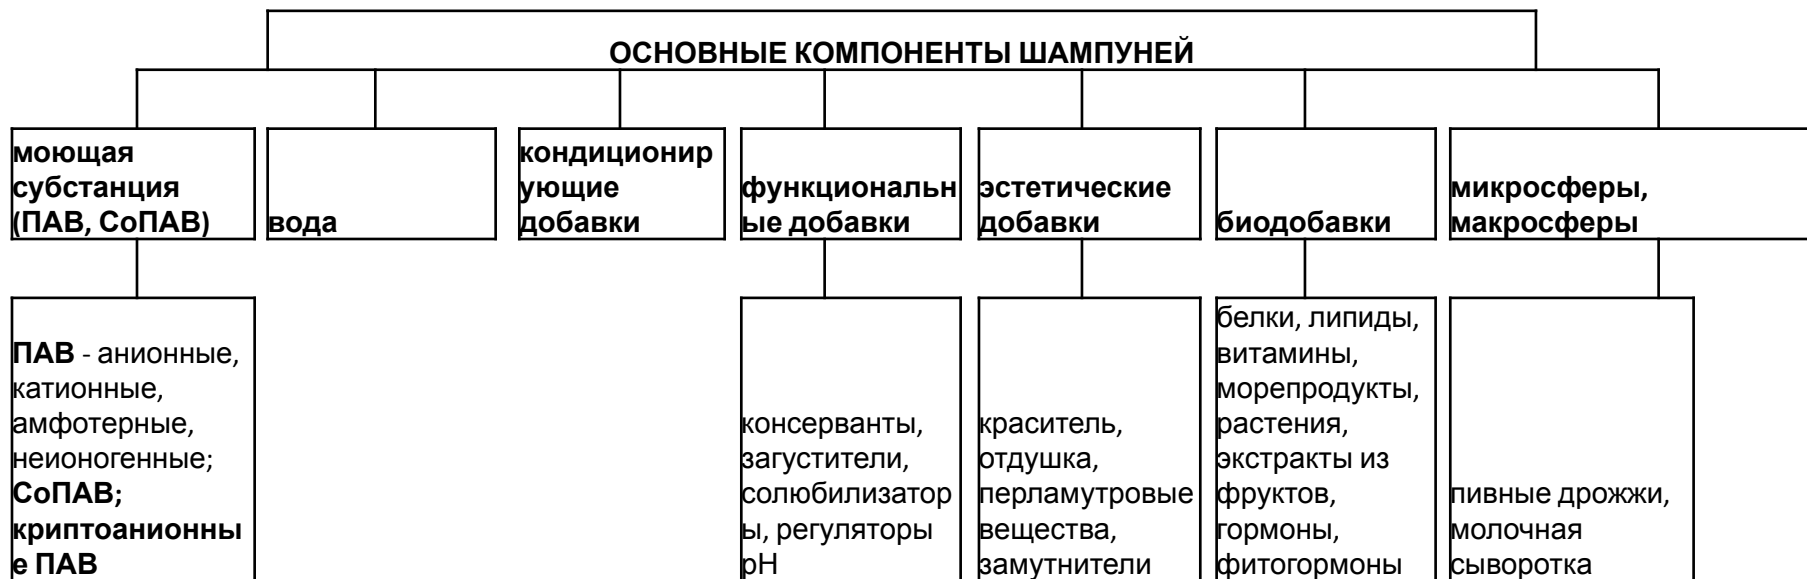 ОСНОВНЫЕ КОМПОНЕНТЫ ШАМПУНЕЙ
моющая
субстанция
(ПАВ, СоПАВ)
вода
кондиционир
ующие
добавки
функциональн
ые добавки
эстетические
добавки
биодобавки
микросферы,
макросферы
ПАВ - анионные,
катионные,
амфотерные,
неионогенные;
СоПАВ;
криптоанионны
е ПАВ
консерванты,
загустители,
солюбилизатор
ы, регуляторы
pH
краситель,
отдушка,
перламутровые
вещества,
замутнители
белки, липиды,
витамины,
морепродукты,
растения,
экстракты из
фруктов,
гормоны,
фитогормоны
пивные дрожжи,
молочная
сыворотка